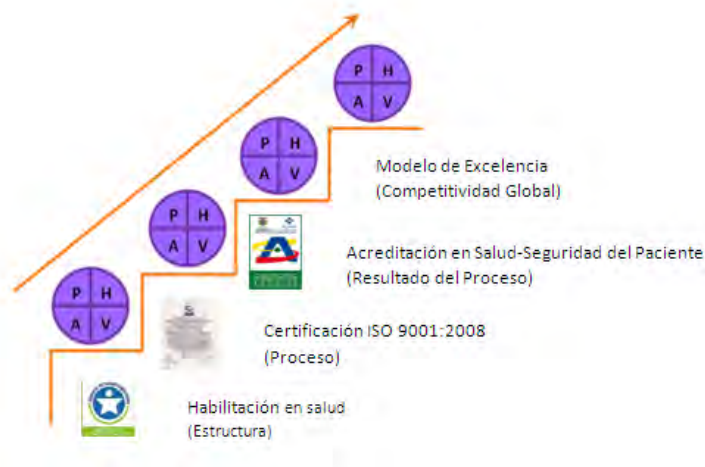 P H
A V
P H
A V
P H
A V
P H
A V
Modelo de Excelencia
(Competitividad Global)
Acreditación en Salud-Seguridad del Paciente
(Resultado del Proceso)
Certificación ISO 9001:2008
(Proceso)
Habilitación en salud
(Estructura)